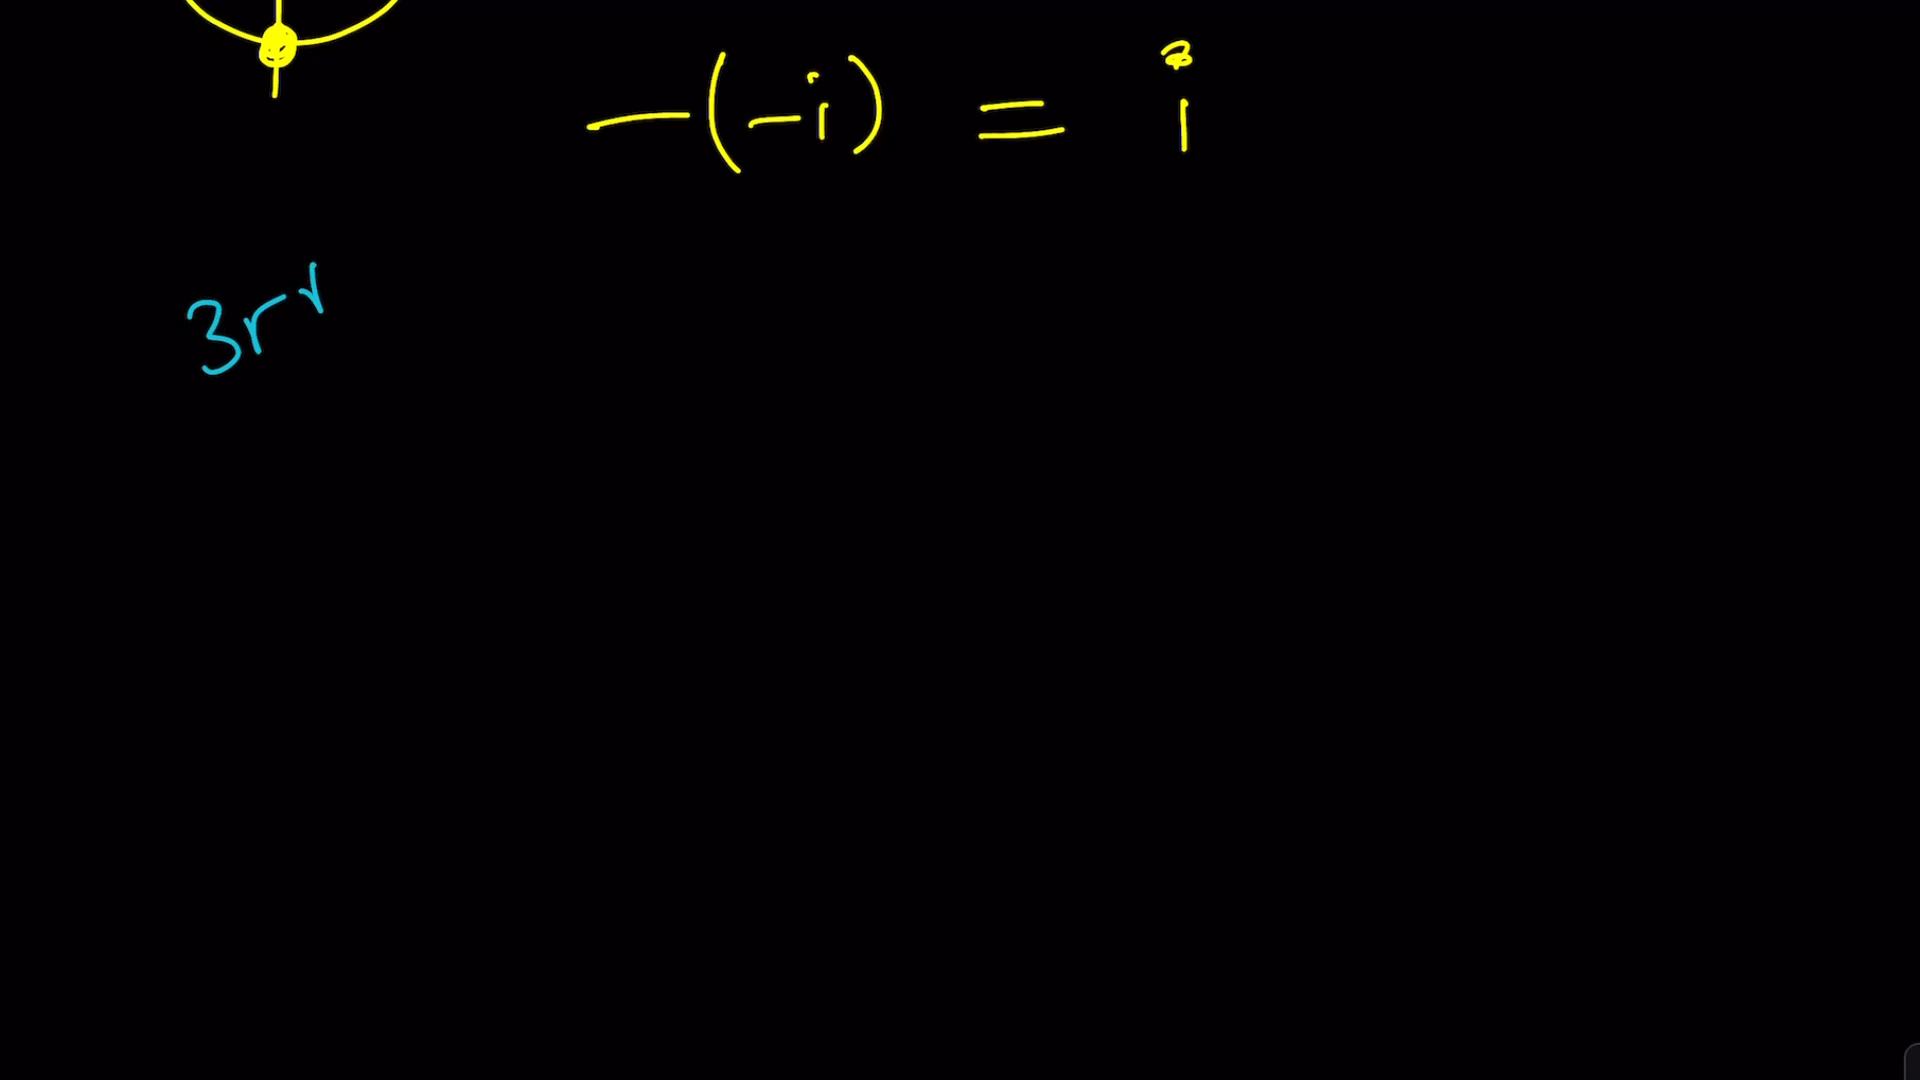 -(-i) = i
3rd